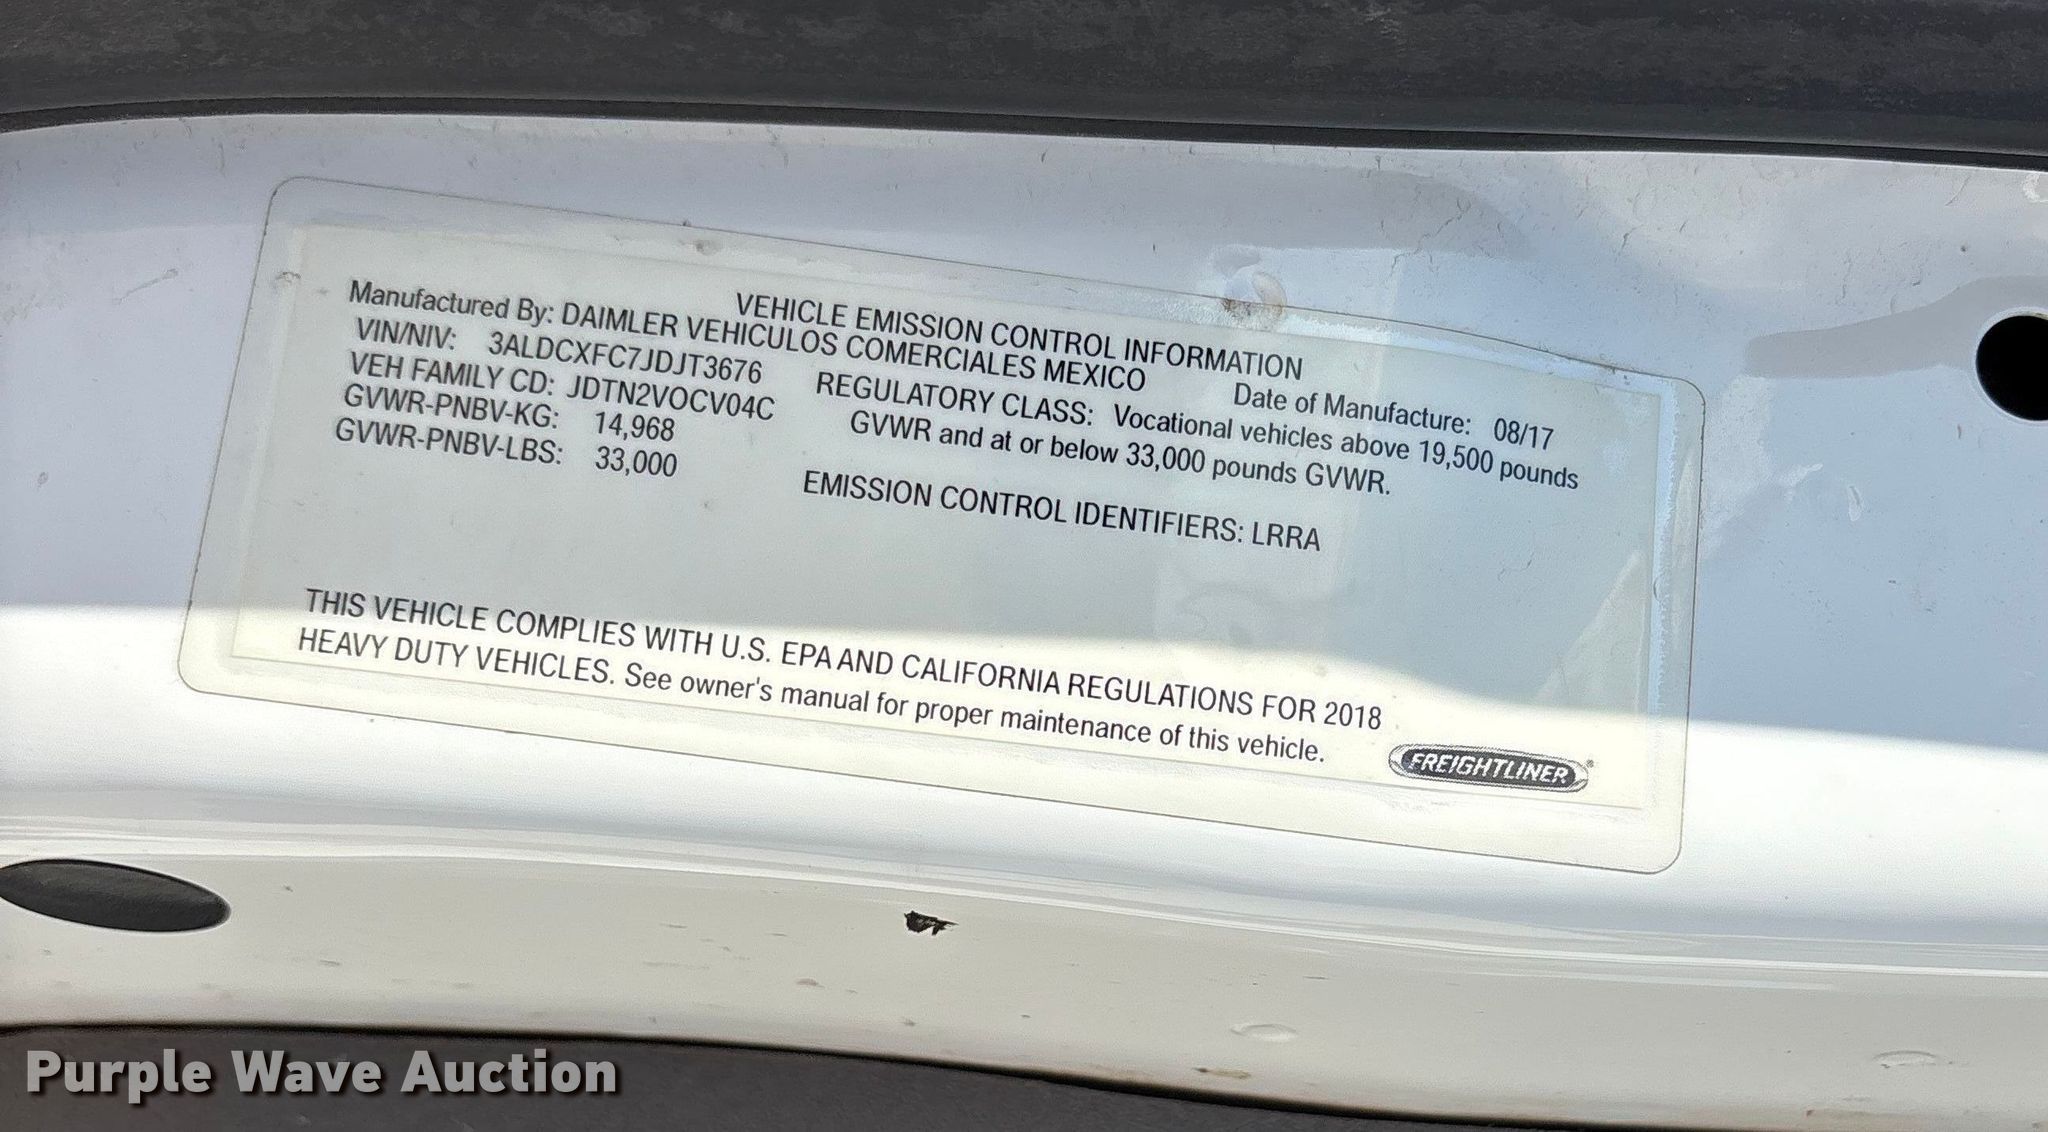 VEHICLE EMISSION CONTROL INFORMATION
Manufactured By: DAIMLER VEHICULOS COMERCIALES MEXICO Date of Manufacture: 08/17
VIN/NIV: 3ALDCXFC7JDJT3676 REGULATORY CLASS: Vocational vehicles above 19,500 pounds
VEH FAMILY CD: JDTN2VOCV04C GVWR and at or below 33,000 pounds GVWR.
GVWR-PNBV-KG: 14,968
GVWR-PNBV-LBS: 33,000 EMISSION CONTROL IDENTIFIERS: LRRA
THIS VEHICLE COMPLIES WITH U.S. EPA AND CALIFORNIA REGULATIONS FOR 2018
HEAVY DUTY VEHICLES. See owner's manual for proper maintenance of this vehicle.
FREIGHTLINER®
Purple Wave Auction